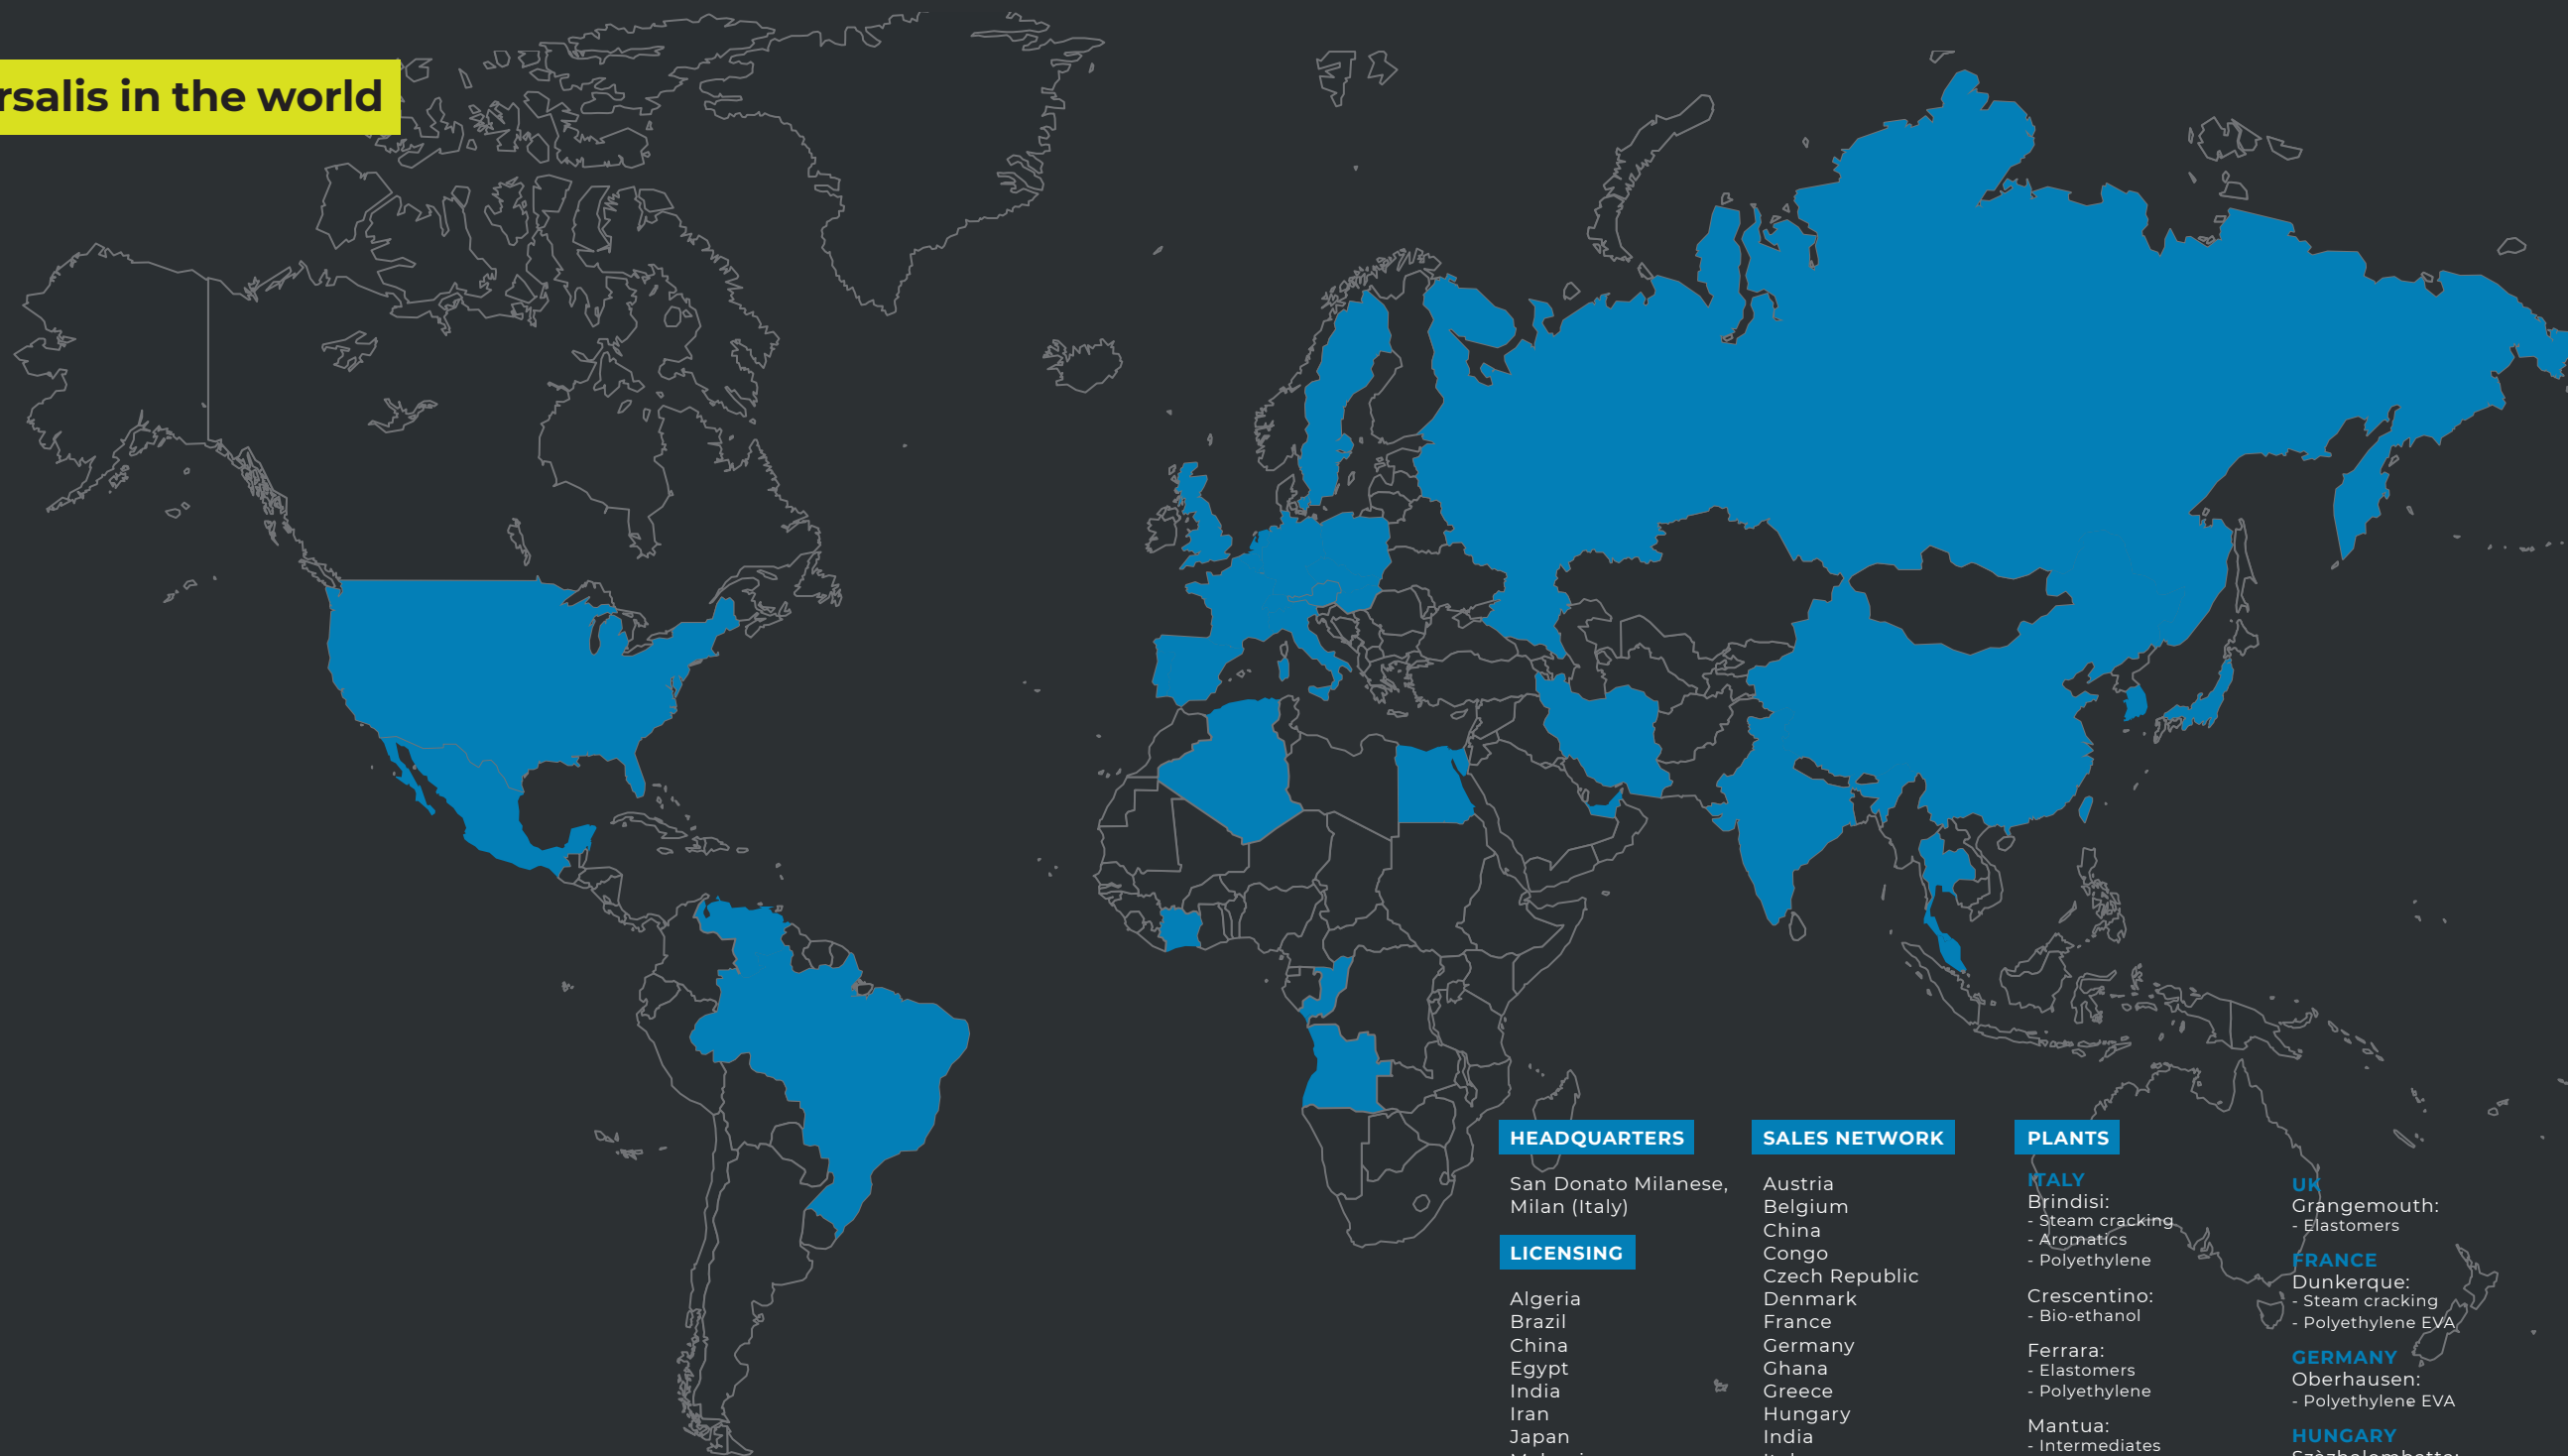 rsalis in the world
HEADQUARTERS
San Donato Milanese,
Milan (Italy)
LICENSING
Algeria
Brazil
China
Egypt
India
Iran
Japan
SALES NETWORK
Austria
Belgium
China
Congo
Czech Republic
Denmark
France
Germany
Ghana
Greece
Hungary
India
PLANTS
ITALY
Brindisi:
- Steam cracking
- Aromatics
- Polyethylene
Crescentino:
- Bio-ethanol
Ferrara:
- Elastomers
- Polyethylene
Mantua:
- Intermediates
UK
Grangemouth:
- Elastomers
FRANCE
Dunkerque:
- Steam cracking
- Polyethylene EVA
GERMANY
Oberhausen:
- Polyethylene EVA
HUNGARY